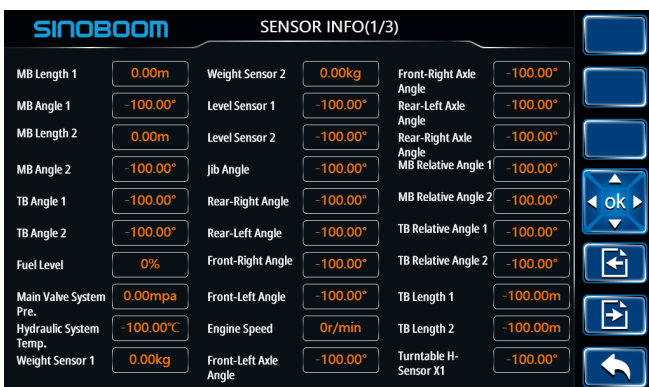 SINOBOOM
SENSOR INFO(1/3)
MB Length 1 0.00m Weight Sensor 2 0.00kg Front-Right Axle Angle -100.00°
MB Angle 1 -100.00° Level Sensor 1 -100.00° Rear-Left Axle Angle -100.00°
MB Length 2 0.00m Level Sensor 2 -100.00° Rear-Right Axle Angle -100.00°
MB Angle 2 -100.00° Jib Angle -100.00° MB Relative Angle 1 -100.00°
TB Angle 1 -100.00° Rear-Right Angle -100.00° MB Relative Angle 2 -100.00°
TB Angle 2 -100.00° Rear-Left Angle -100.00° TB Relative Angle 1 -100.00°
Fuel Level 0% Front-Right Angle -100.00° TB Relative Angle 2 -100.00°
Main Valve System Pre. 0.00mpa Front-Left Angle -100.00° TB Length 1 -100.00m
Hydraulic System Temp. -100.00℃ Engine Speed 0r/min TB Length 2 -100.00m
Weight Sensor 1 0.00kg Front-Left Axle Angle -100.00° Turntable H-Sensor X1 -100.00°
ok